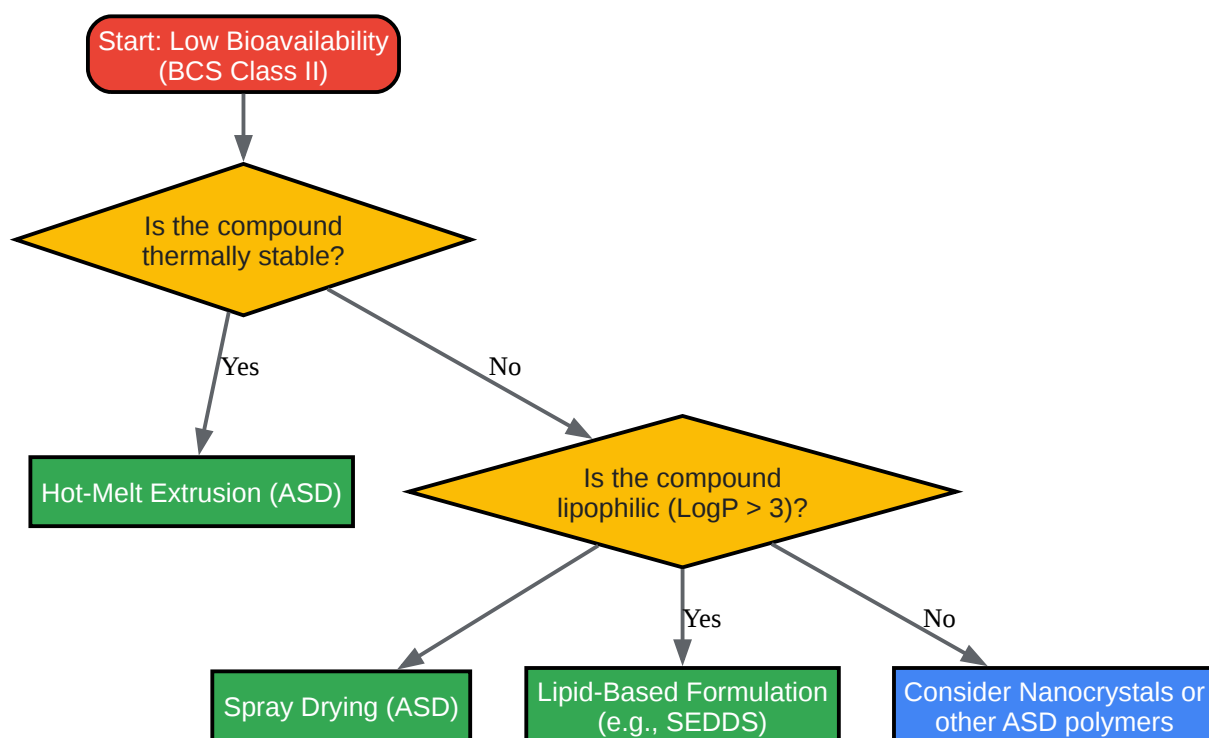 Start: Low Bioavailability
(BCS Class II)
Is the compound
thermally stable?
Yes
No
Hot-Melt Extrusion (ASD)
Is the compound
lipophilic (LogP > 3)?
Yes
No
Spray Drying (ASD)
Lipid-Based Formulation
(e.g., SEDDS)
Consider Nanocrystals or
other ASD polymers